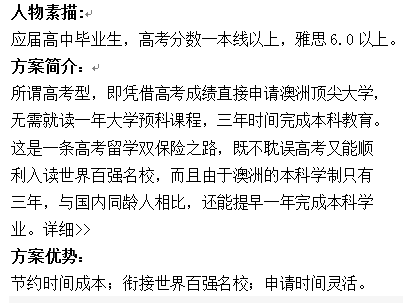 人物素描:
应届高中毕业生，高考分数一本线以上，雅思6.0以上。
方案简介：
所谓高考型，即凭借高考成绩直接申请澳洲顶尖大学，
无需就读一年大学预科课程，三年时间完成本科教育。
这是一条高考留学双保险之路，既不耽误高考又能顺
利入读世界百强名校，而且由于澳洲的本科学制只有
三年，与国内同龄人相比，还能提早一年完成本科学
业。详细>>
方案优势：
节约时间成本；衔接世界百强名校；申请时间灵活。